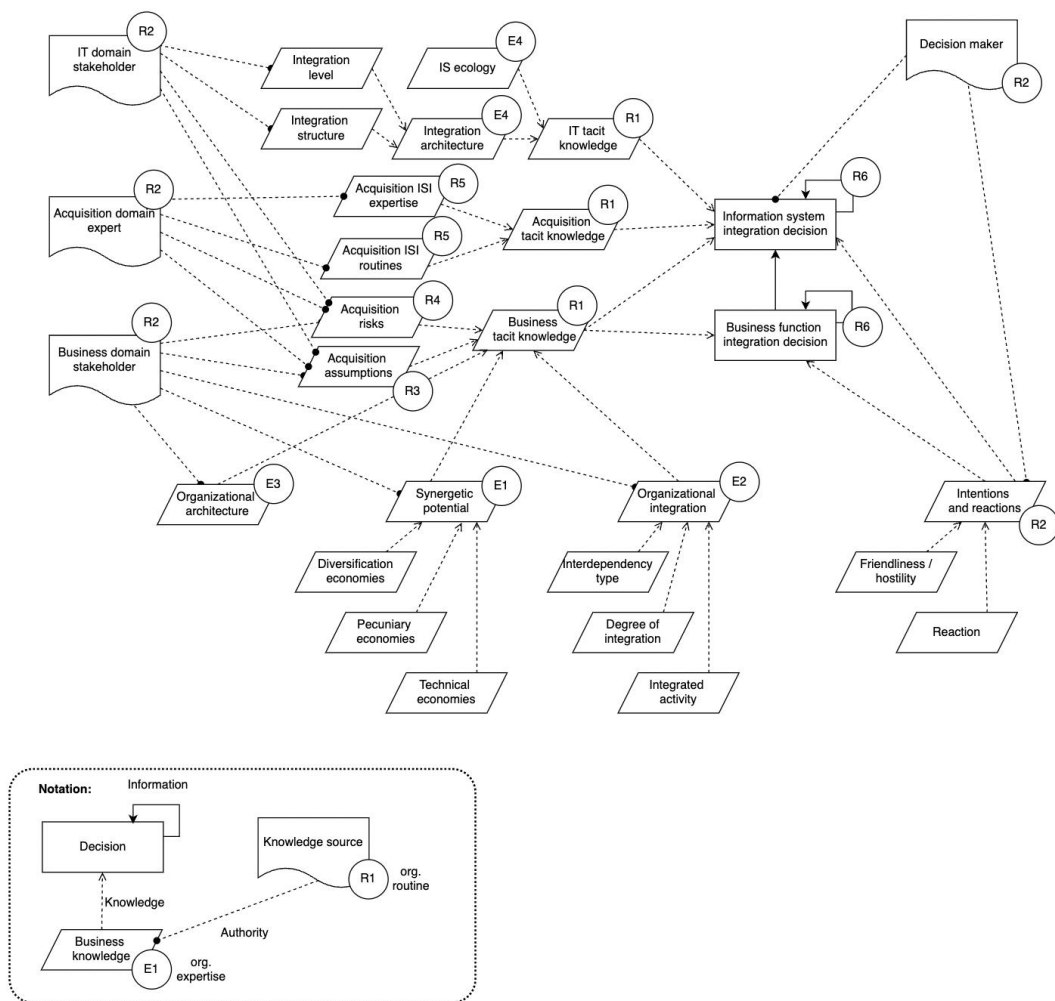 R2
IT domain
stakeholder
Integration
level
E4
IS ecology
Decision maker
R2
Integration
structure
E4
Integration
architecture
R1
IT tacit
knowledge
R2
Acquisition domain
expert
R5
Acquisition ISI
expertise
R5
Acquisition ISI
routines
R1
Acquisition
tacit knowledge
R6
Information system
integration decision
R4
Acquisition
risks
R2
Business domain
stakeholder
R1
Business
tacit knowledge
R6
Business function
integration decision
Acquisition
assumptions
R3
E3
Organizational
architecture
E1
Synergetic
potential
E2
Organizational
integration
Intentions
and reactions
R2
Diversification
economies
Interdependency
type
Friendliness /
hostility
Pecuniary
economies
Degree of
integration
Reaction
Technical
economies
Integrated
activity
Notation:
Information
Decision
Knowledge source
R1
org.
routine
Knowledge
Authority
Business
knowledge
E1
org.
expertise